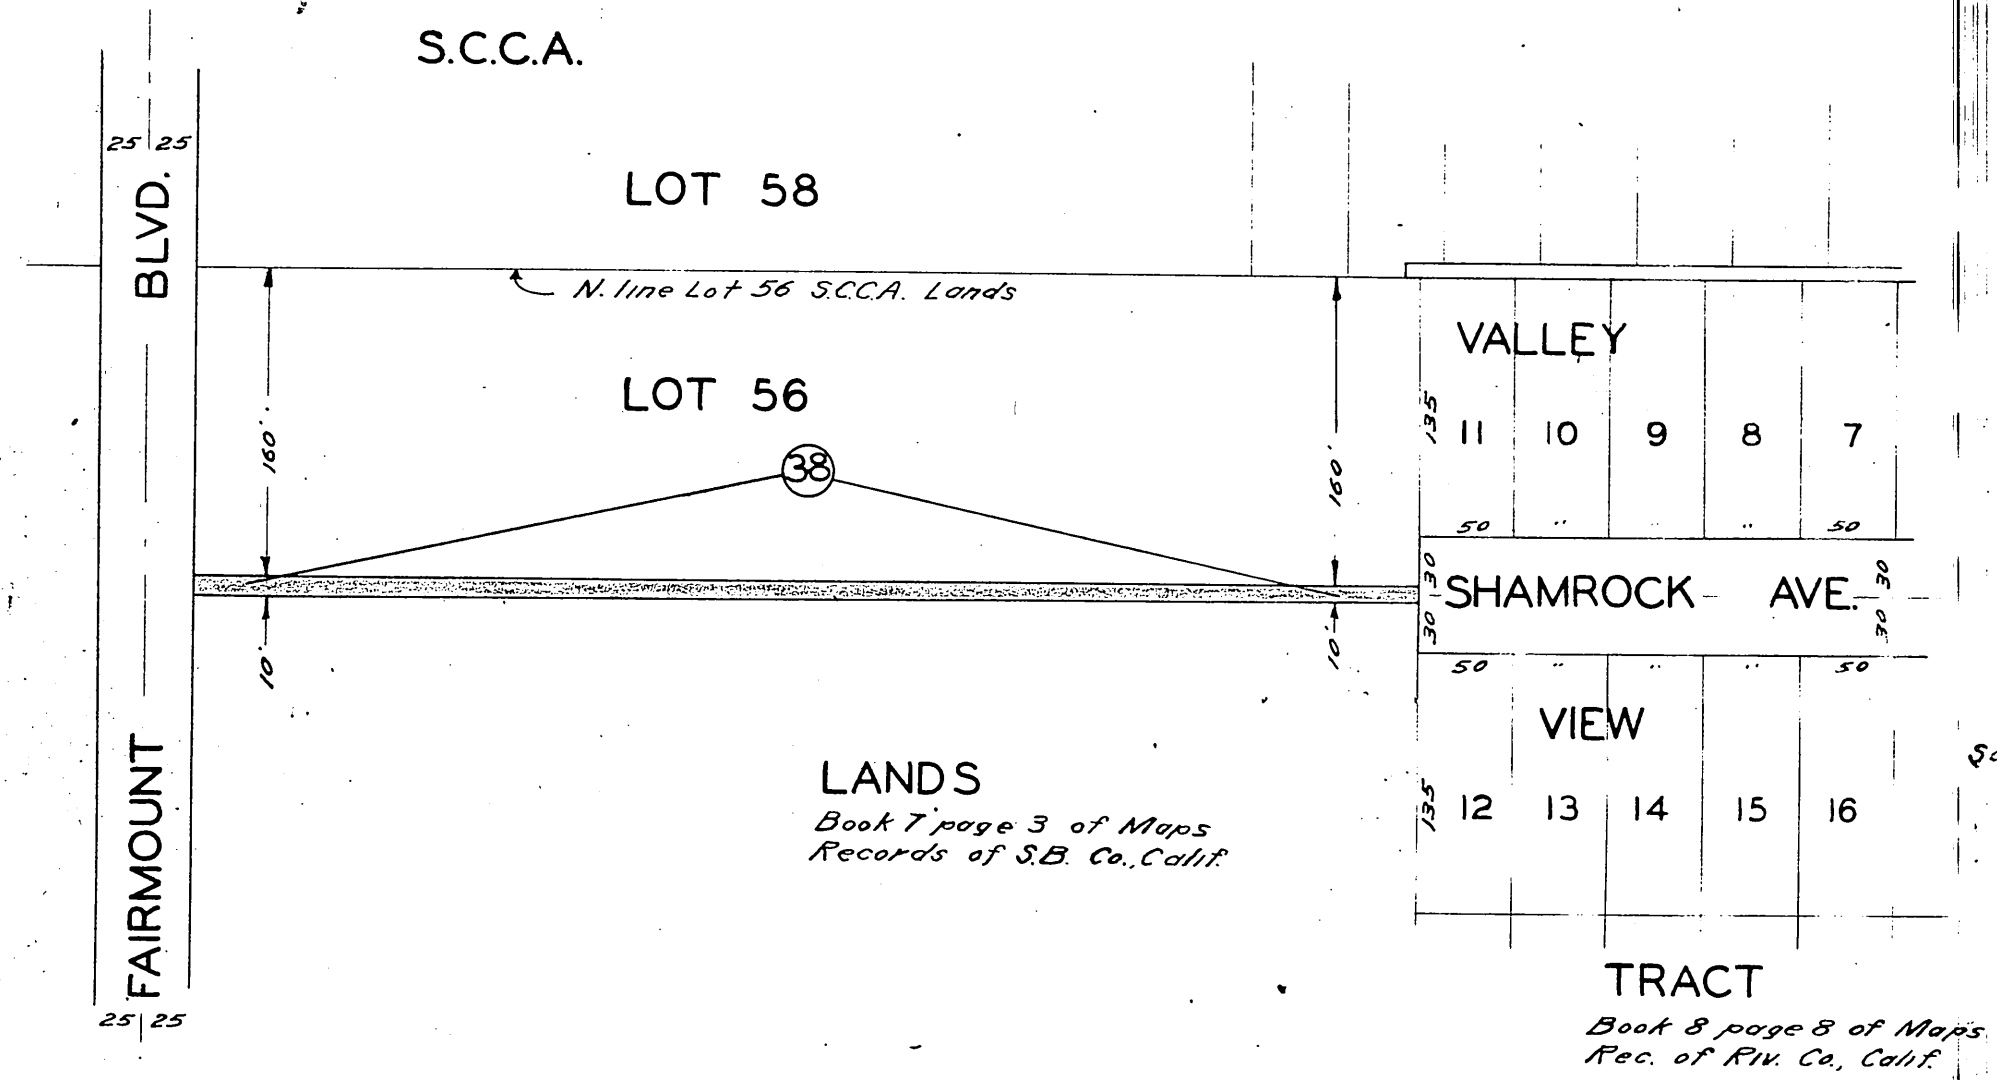 S.C.C.A.
25 25
BLVD.
LOT 58
N. line Lot 56 S.C.C.A. Lands
LOT 56
160'
38
160'
10'
10'
FAIRMOUNT
25 25
LANDS
Book 7 page 3 of Maps
Records of S.B. Co., Calif.
VALLEY
135
11 10 9 8 7
50 " " " 50
30 30
SHAMROCK AVE.
30 30
50 " " " 50
VIEW
135
12 13 14 15 16
TRACT
Book 8 page 8 of Maps
Rec. of Riv. Co., Calif.